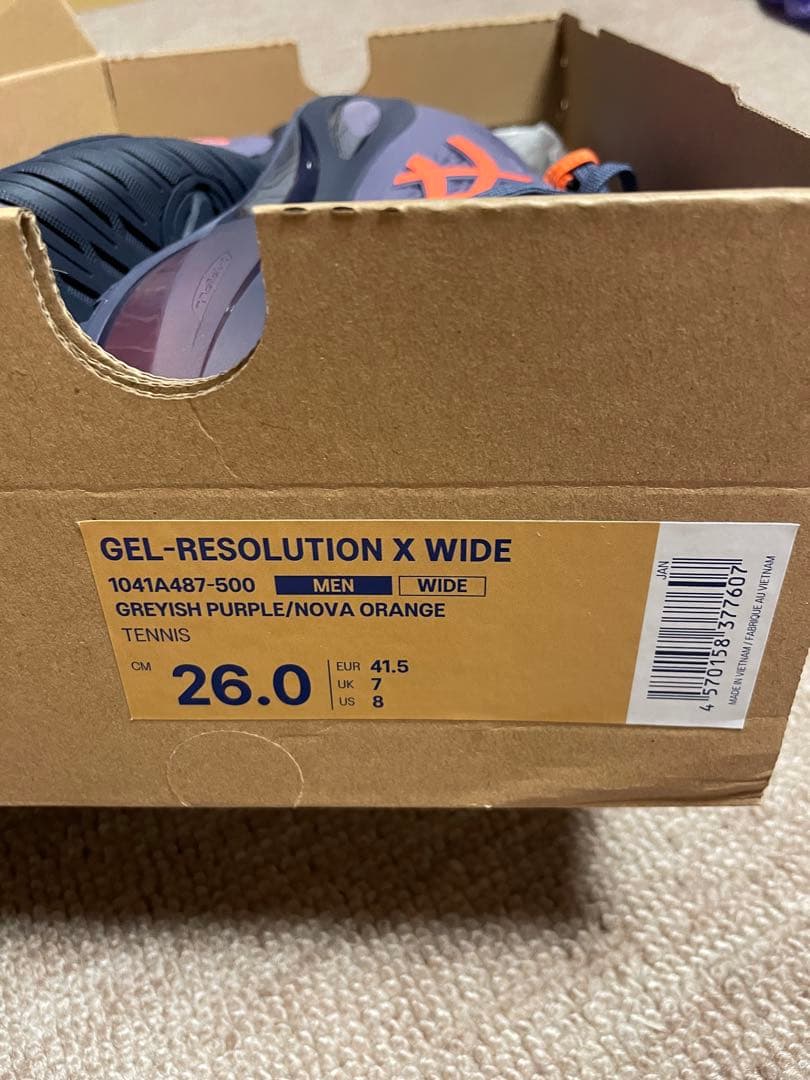 GEL-RESOLUTION X WIDE
1041A487-500 MEN WIDE
GREYISH PURPLE/NOVA ORANGE
TENNIS
CM 26.0
EUR 41.5
UK 7
US 8
JAN
4 570158 377607
MADE IN VIETNAM / FABRIQUE AU VIETNAM